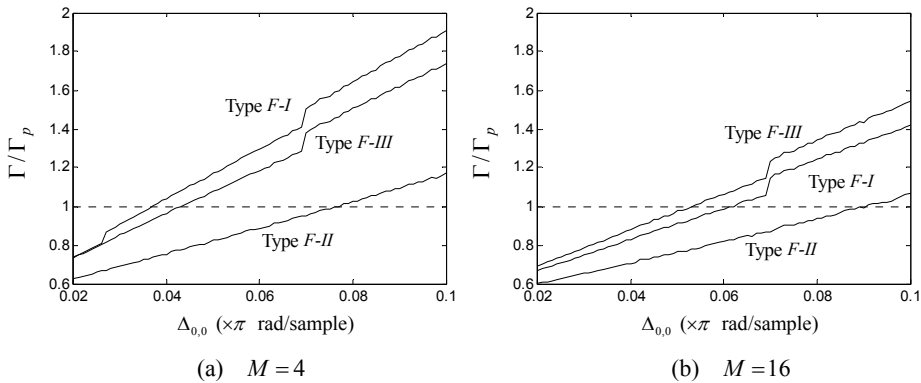 2
1.8
1.6
1.4
1.2
1
0.8
0.6
Γ/Γp
Type F-I
Type F-III
Type F-II
0.02 0.04 0.06 0.08 0.1
Δ0,0 (×π rad/sample)
(a) M = 4
2
1.8
1.6
1.4
1.2
1
0.8
0.6
Γ/Γp
Type F-III
Type F-I
Type F-II
0.02 0.04 0.06 0.08 0.1
Δ0,0 (×π rad/sample)
(b) M = 16